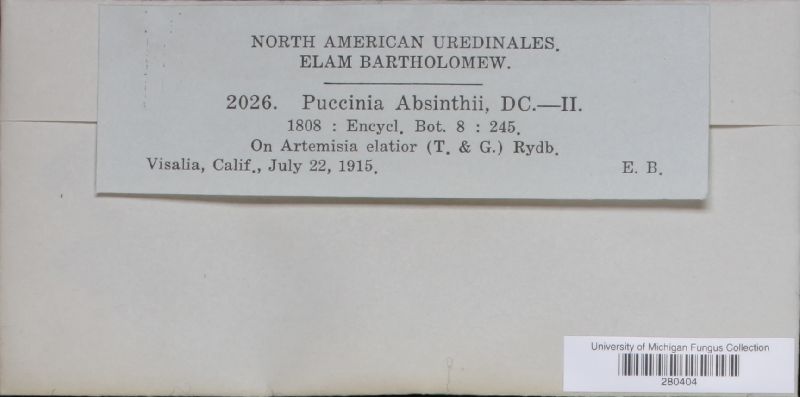 NORTH AMERICAN UREDINALES.
ELAM BARTHOLOMEW.
2026. Puccinia Absinthii, DC.—II.
1808 : Encycl. Bot. 8 : 245.
On Artemisia elatior (T. & G.) Rydb.
Visalia, Calif., July 22, 1915. E. B.
University of Michigan Fungus Collection
280404